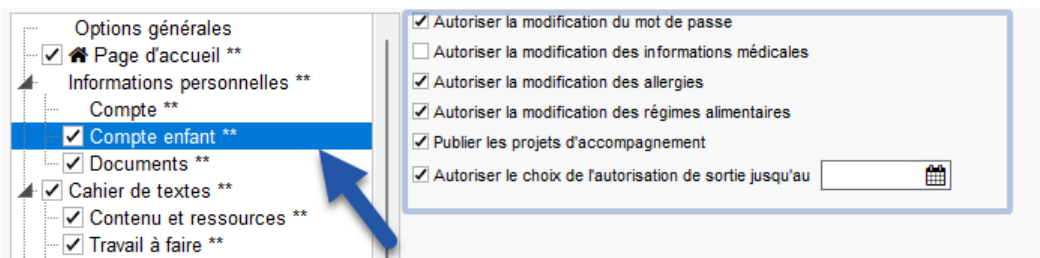 Options générales
Page d'accueil **
Informations personnelles **
Compte **
Compte enfant **
Documents **
Cahier de textes **
Contenu et ressources **
Travail à faire **
Autoriser la modification du mot de passe
Autoriser la modification des informations médicales
Autoriser la modification des allergies
Autoriser la modification des régimes alimentaires
Publier les projets d'accompagnement
Autoriser le choix de l'autorisation de sortie jusqu'au